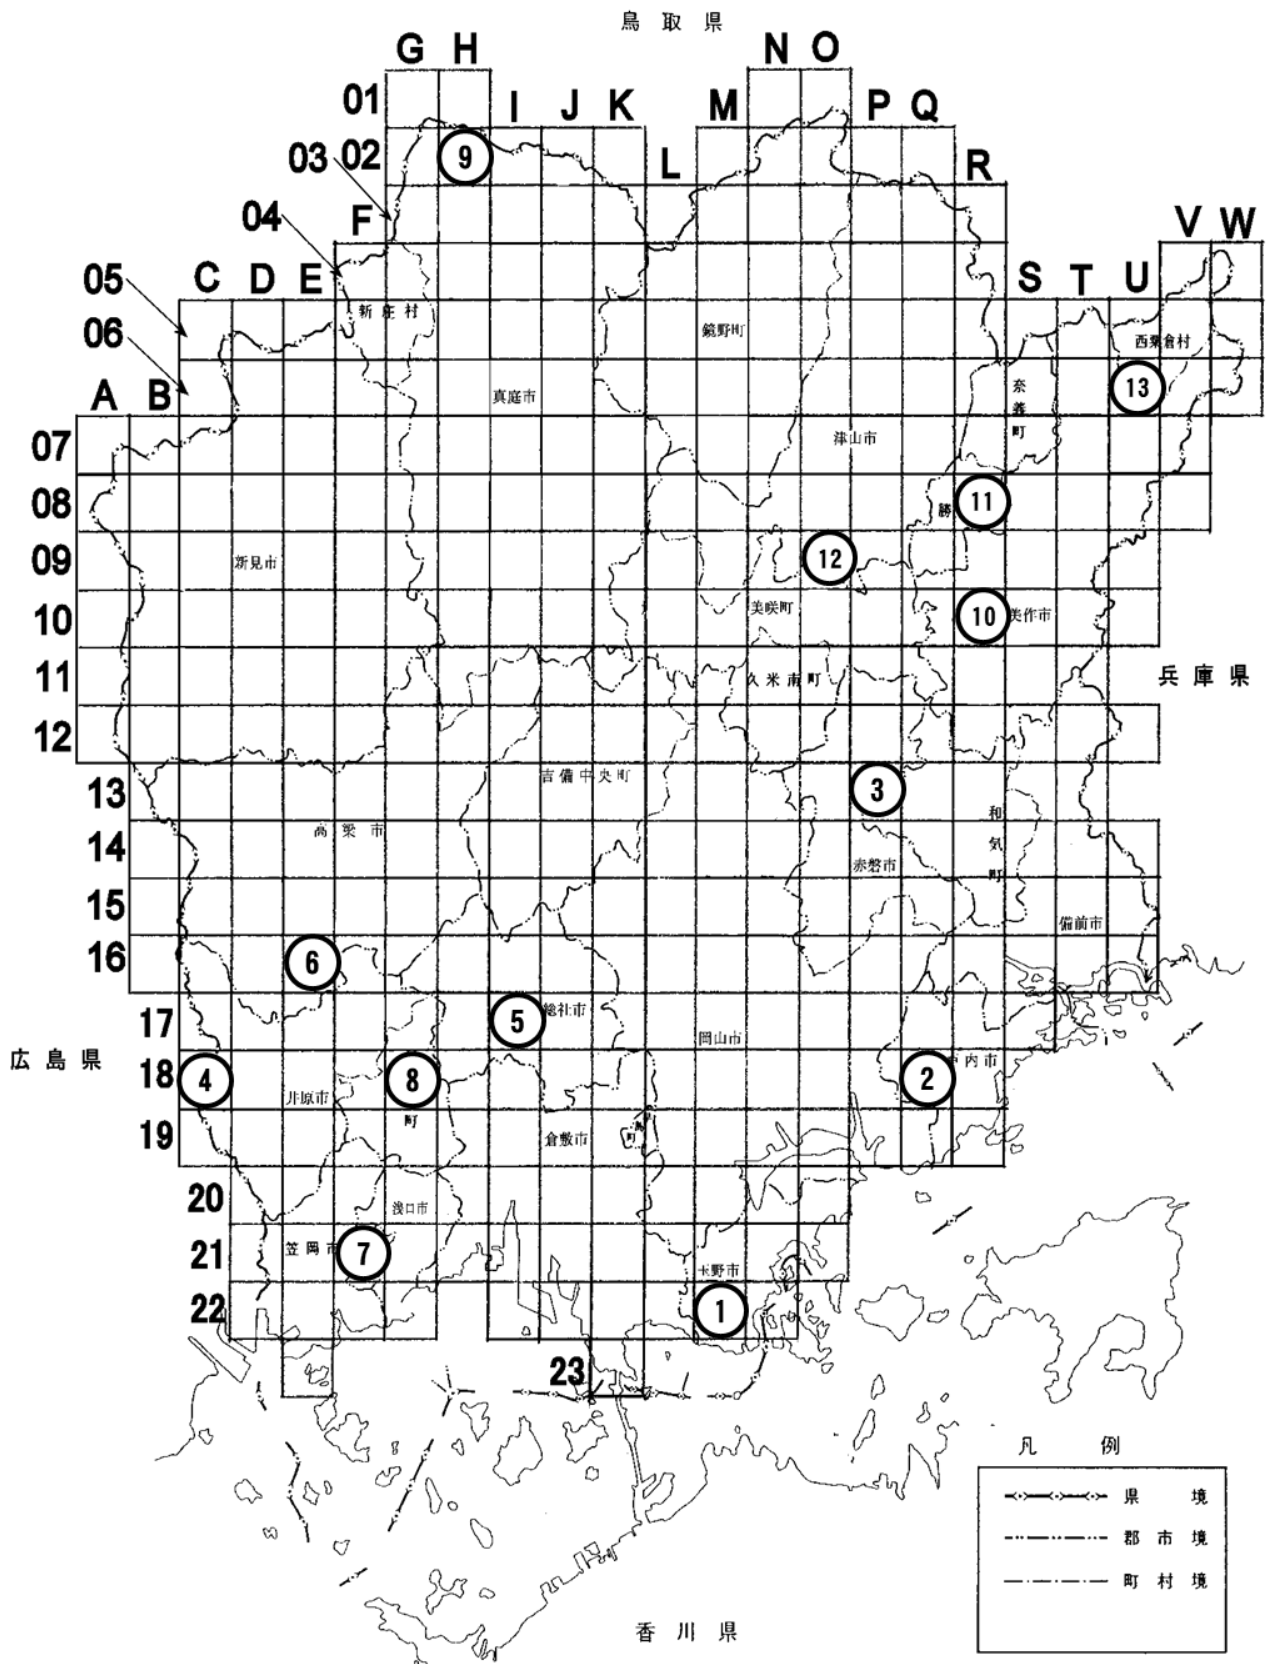 鳥取県
G H N O
01 I J K M P Q
03 02 9 L R
04 F V W
05 C D E 新庄村 S T U
06 鏡野町 西粟倉村
A B 真庭市 奈義町 13
07 津山市
08 勝 11
09 新見市 12
10 美咲町 10 美作市
11 久米南町 兵庫県
12
13 吉備中央町 3 和気町
14 高梁市 赤磐市
15 備前市
16 6
17 5 総社市 岡山市
広島県
18 4 井原市 8 2 内市
19 町 倉敷市 島町
20 浅口市
21 笠岡市 7 玉野市
22 1
23
凡例
県境
郡市境
町村境
香川県